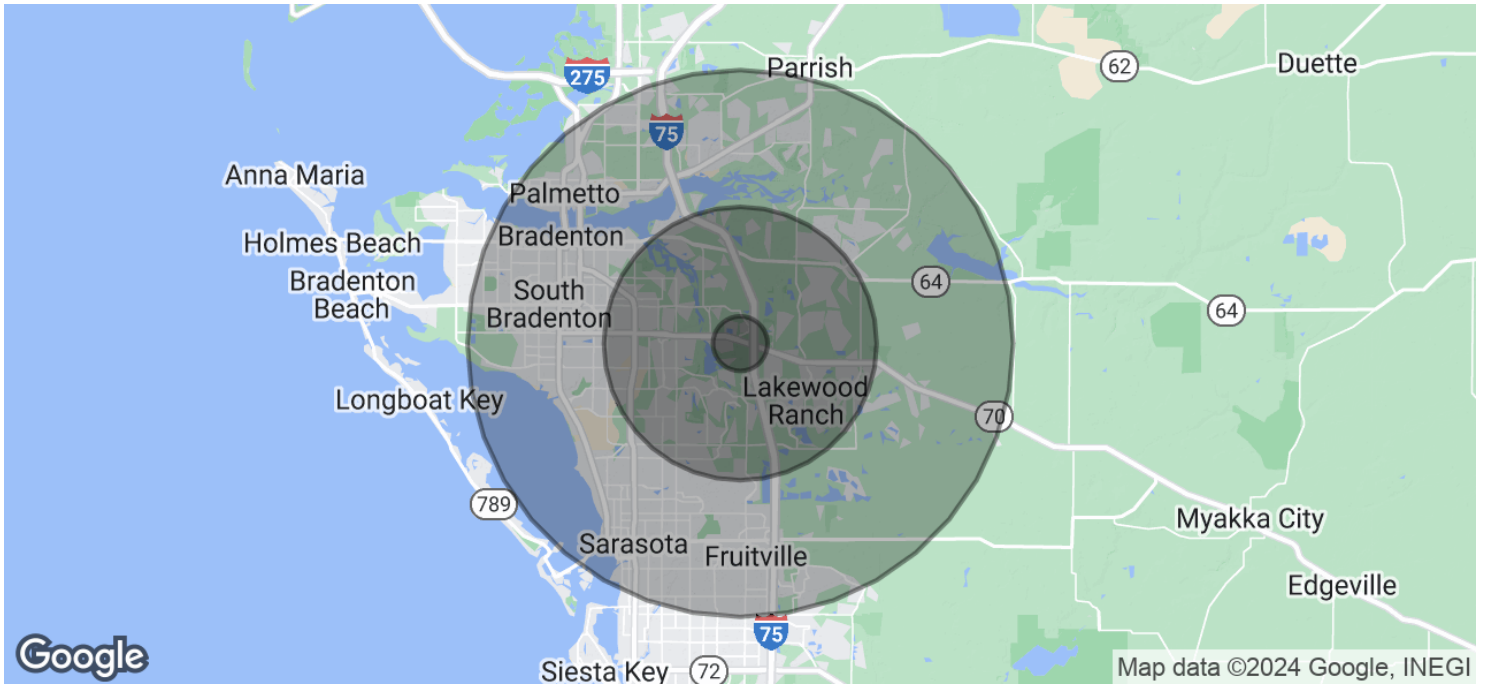 Parrish
62
Duette
275
75
Anna Maria
Palmetto
Holmes Beach
Bradenton
Bradenton
Beach
South
Bradenton
64
64
Longboat Key
Lakewood
Ranch
70
789
Myakka City
Sarasota
Fruitville
Edgeville
75
Google
Siesta Key
72
Map data ©2024 Google, INEGI